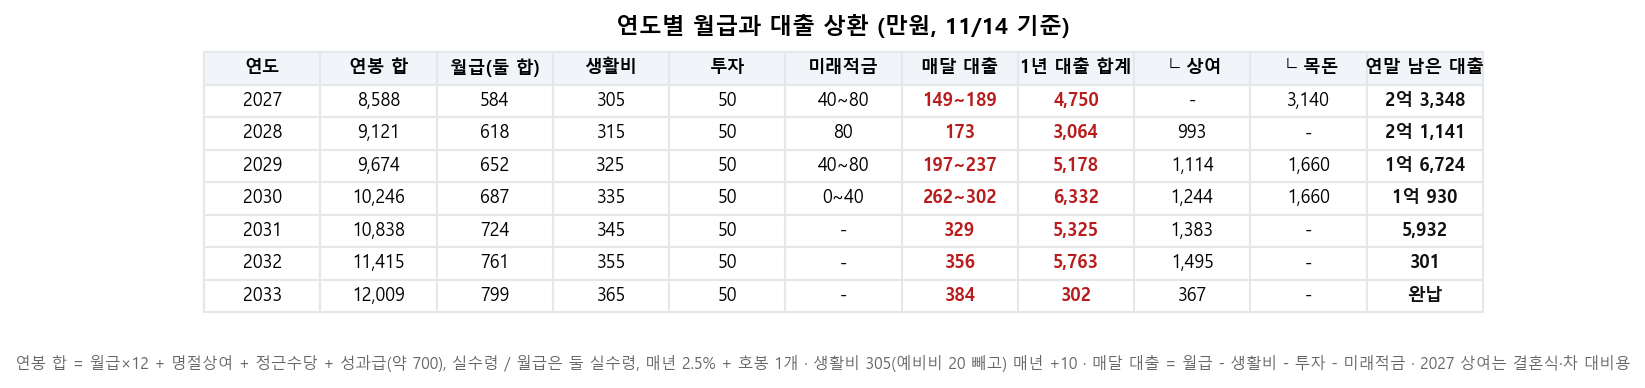 연도별 월급과 대출 상환 (만원, 11/14 기준)
연도 연봉 합 월급(둘 합) 생활비 투자 미래적금 매달 대출 1년 대출 합계 ㄴ 상여 ㄴ 목돈 연말 남은 대출
2027 8,588 584 305 50 40~80 149~189 4,750 - 3,140 2억 3,348
2028 9,121 618 315 50 80 173 3,064 993 - 2억 1,141
2029 9,674 652 325 50 40~80 197~237 5,178 1,114 1,660 1억 6,724
2030 10,246 687 335 50 0~40 262~302 6,332 1,244 1,660 1억 930
2031 10,838 724 345 50 - 329 5,325 1,383 - 5,932
2032 11,415 761 355 50 - 356 5,763 1,495 - 301
2033 12,009 799 365 50 - 384 302 367 - 완납
연봉 합 = 월급×12 + 명절상여 + 정근수당 + 성과급(약 700), 실수령 / 월급은 둘 실수령, 매년 2.5% + 호봉 1개 · 생활비 305(예비비 20 빼고) 매년 +10 · 매달 대출 = 월급 - 생활비 - 투자 - 미래적금 · 2027 상여는 결혼식·차 대비용